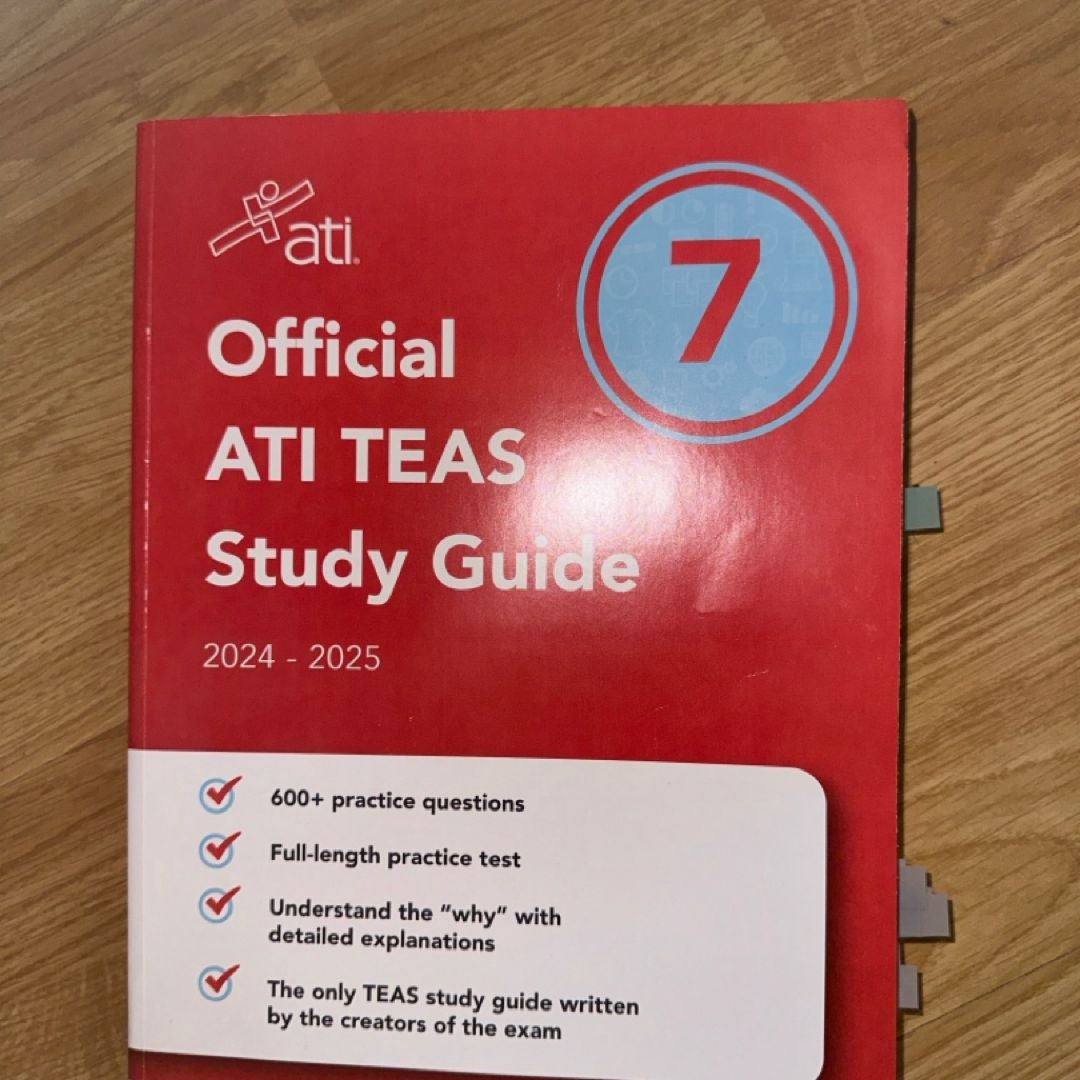 ati.
7
Official
ATI TEAS
Study Guide
2024 - 2025
600+ practice questions
Full-length practice test
Understand the “why” with
detailed explanations
The only TEAS study guide written
by the creators of the exam